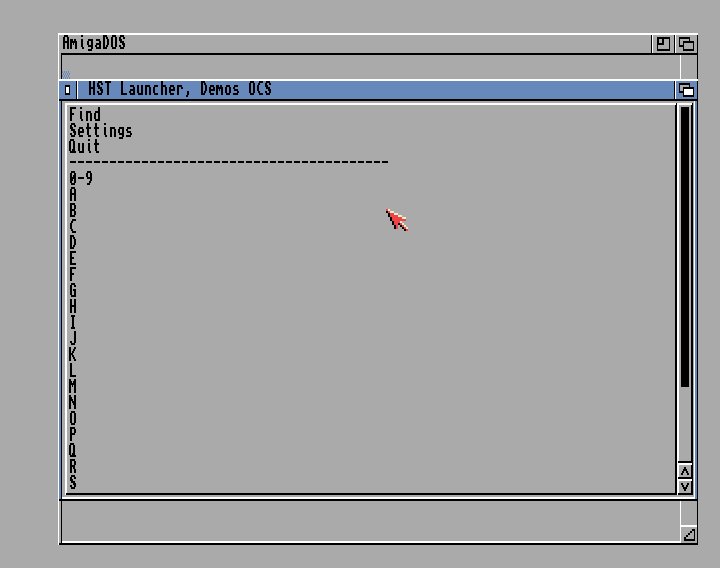 AmigaDOS
HST Launcher, Demos OCS
Find
Settings
Quit
----------------------------------------
0-9
A
B
C
D
E
F
G
H
I
J
K
L
M
N
O
P
Q
R
S